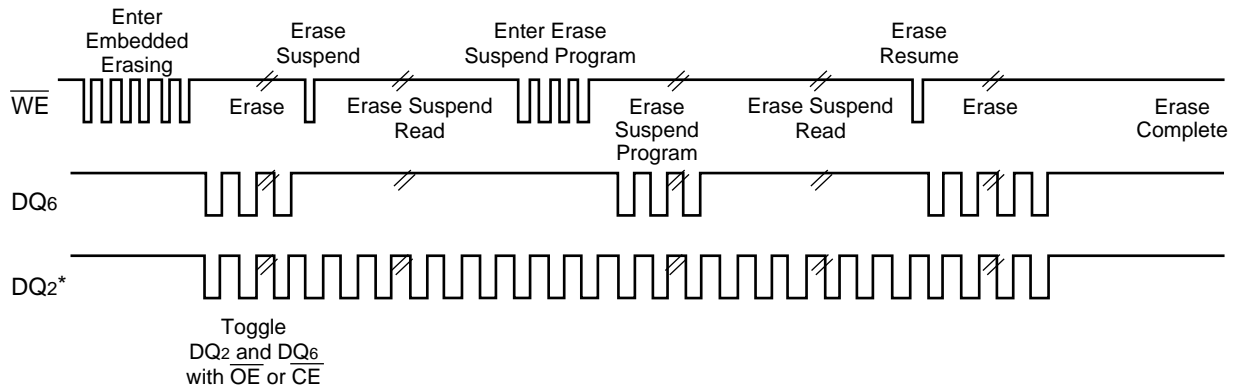 Enter
Embedded
Erasing
Erase
Suspend
Enter Erase
Suspend Program
Erase
Resume
WE
Erase
Erase Suspend
Read
Erase
Suspend
Program
Erase Suspend
Read
Erase
Erase
Complete
DQ6
DQ2*
Toggle
DQ2 and DQ6
with OE or CE